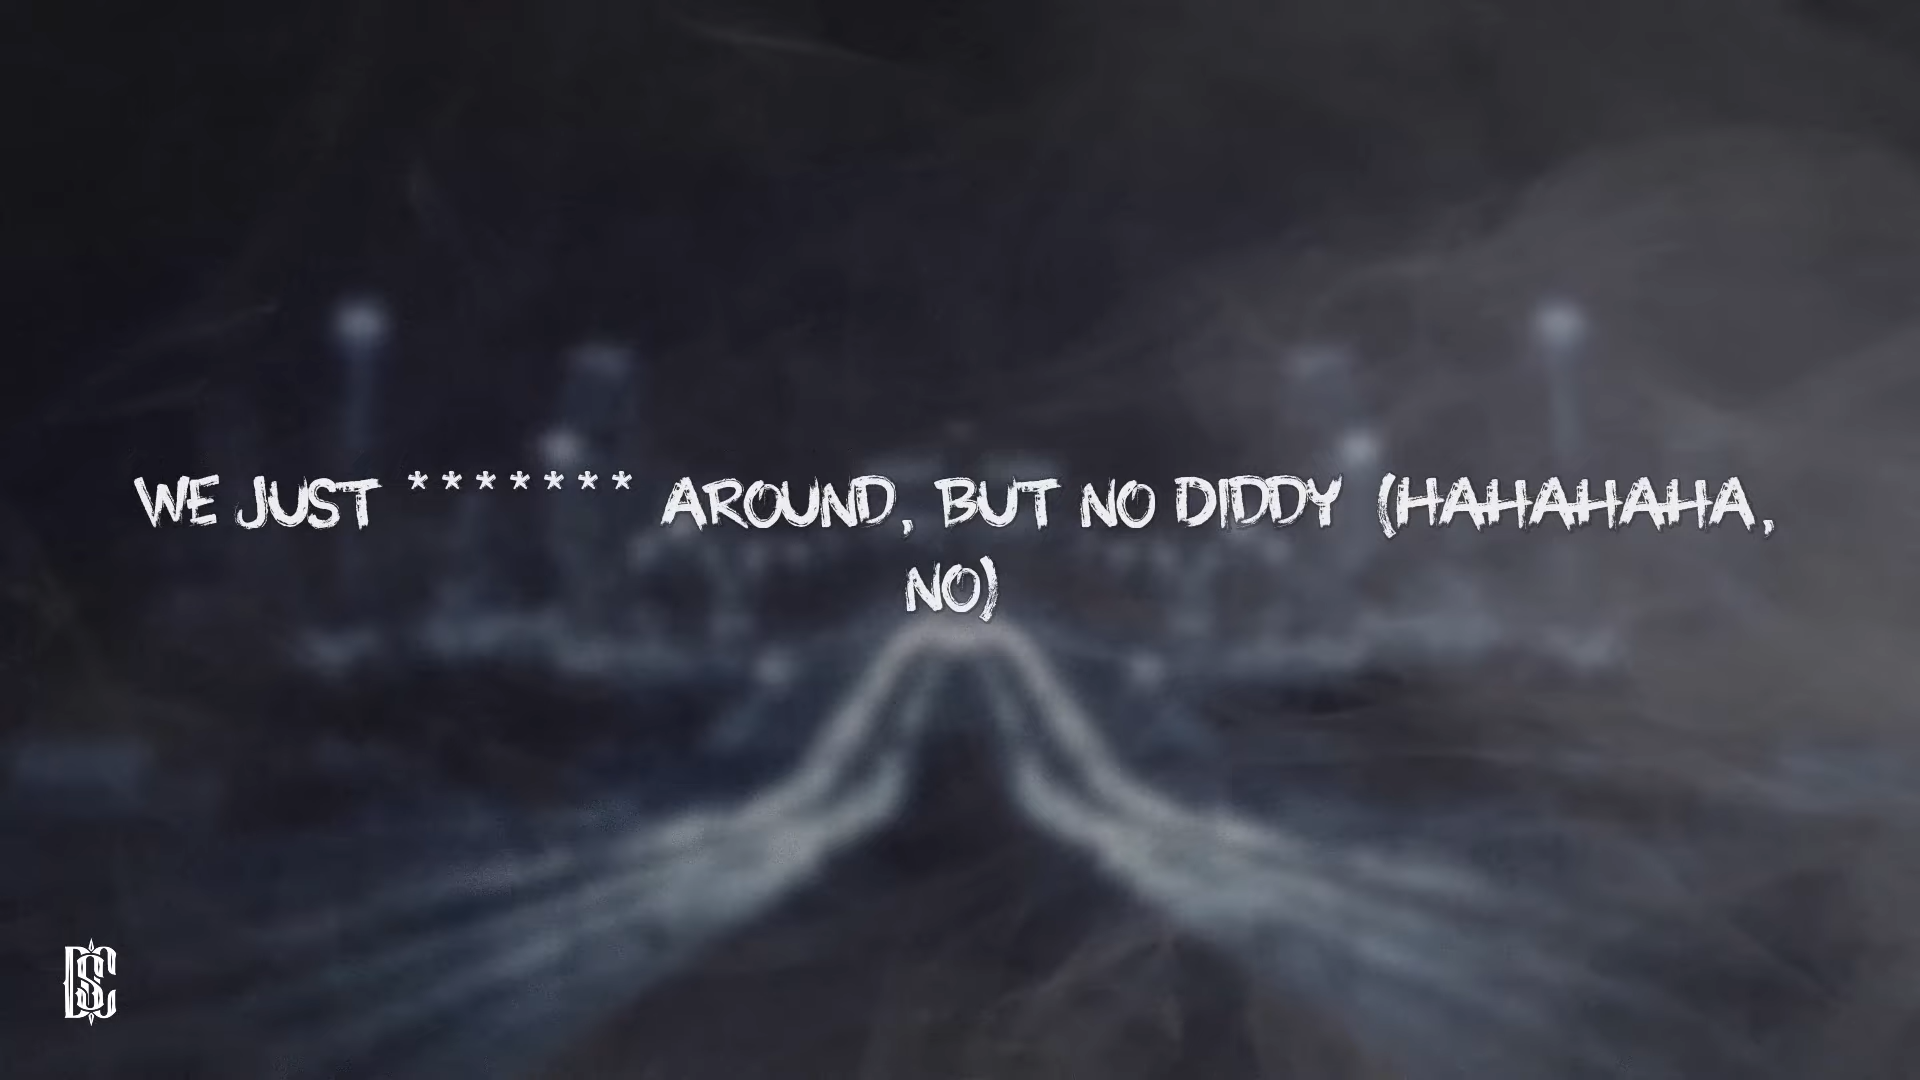 WE JUST ******* AROUND, BUT NO DIDDY (HAHAHAHA,
NO)